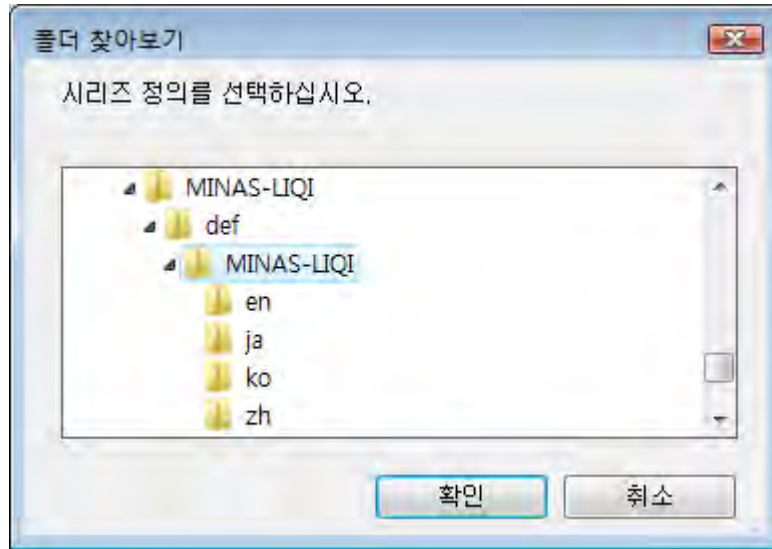 폴더 찾아보기
시리즈 정의를 선택하십시오.
MINAS-LIQI
def
MINAS-LIQI
en
ja
ko
zh
확인
취소